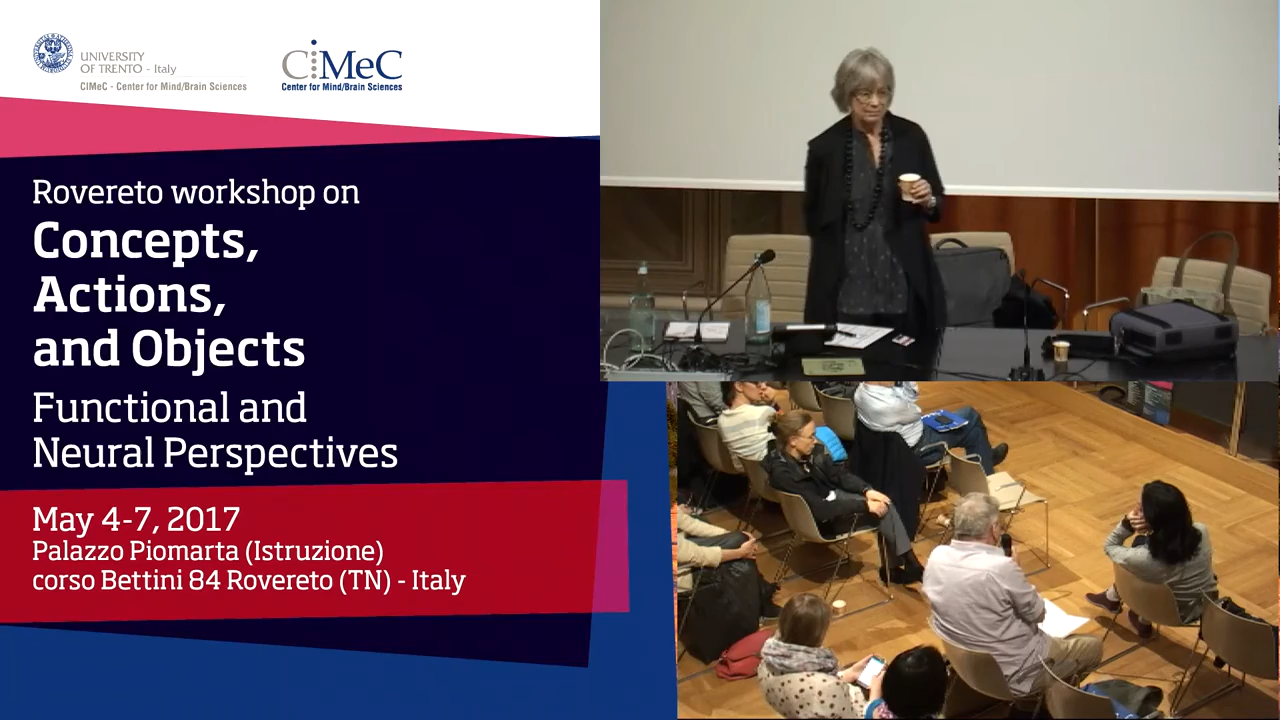 UNIVERSITY
OF TRENTO - Italy
CIMeC - Center for Mind/Brain Sciences
CiMeC
Center for Mind/Brain Sciences
Rovereto workshop on
Concepts,
Actions,
and Objects
Functional and
Neural Perspectives
May 4-7, 2017
Palazzo Piomarta (Istruzione)
corso Bettini 84 Rovereto (TN) - Italy